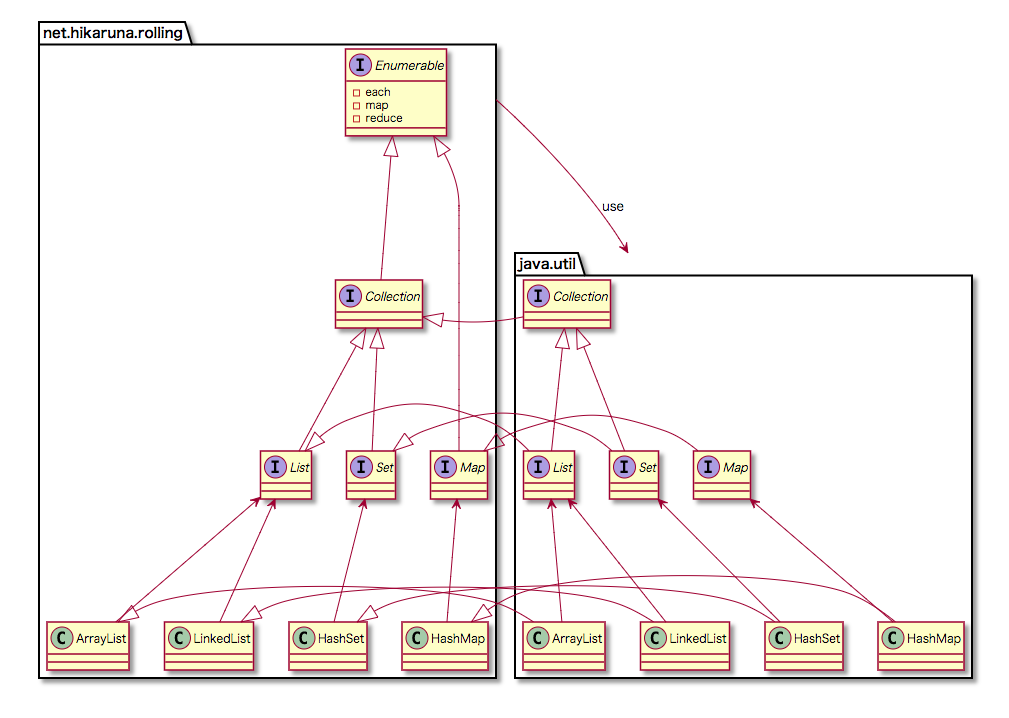 net.hikaruna.rolling
I Enumerable
each
map
reduce
use
java.util
I Collection
I Collection
I List
I Set
I Map
I List
I Set
I Map
C ArrayList
C LinkedList
C HashSet
C HashMap
C ArrayList
C LinkedList
C HashSet
C HashMap